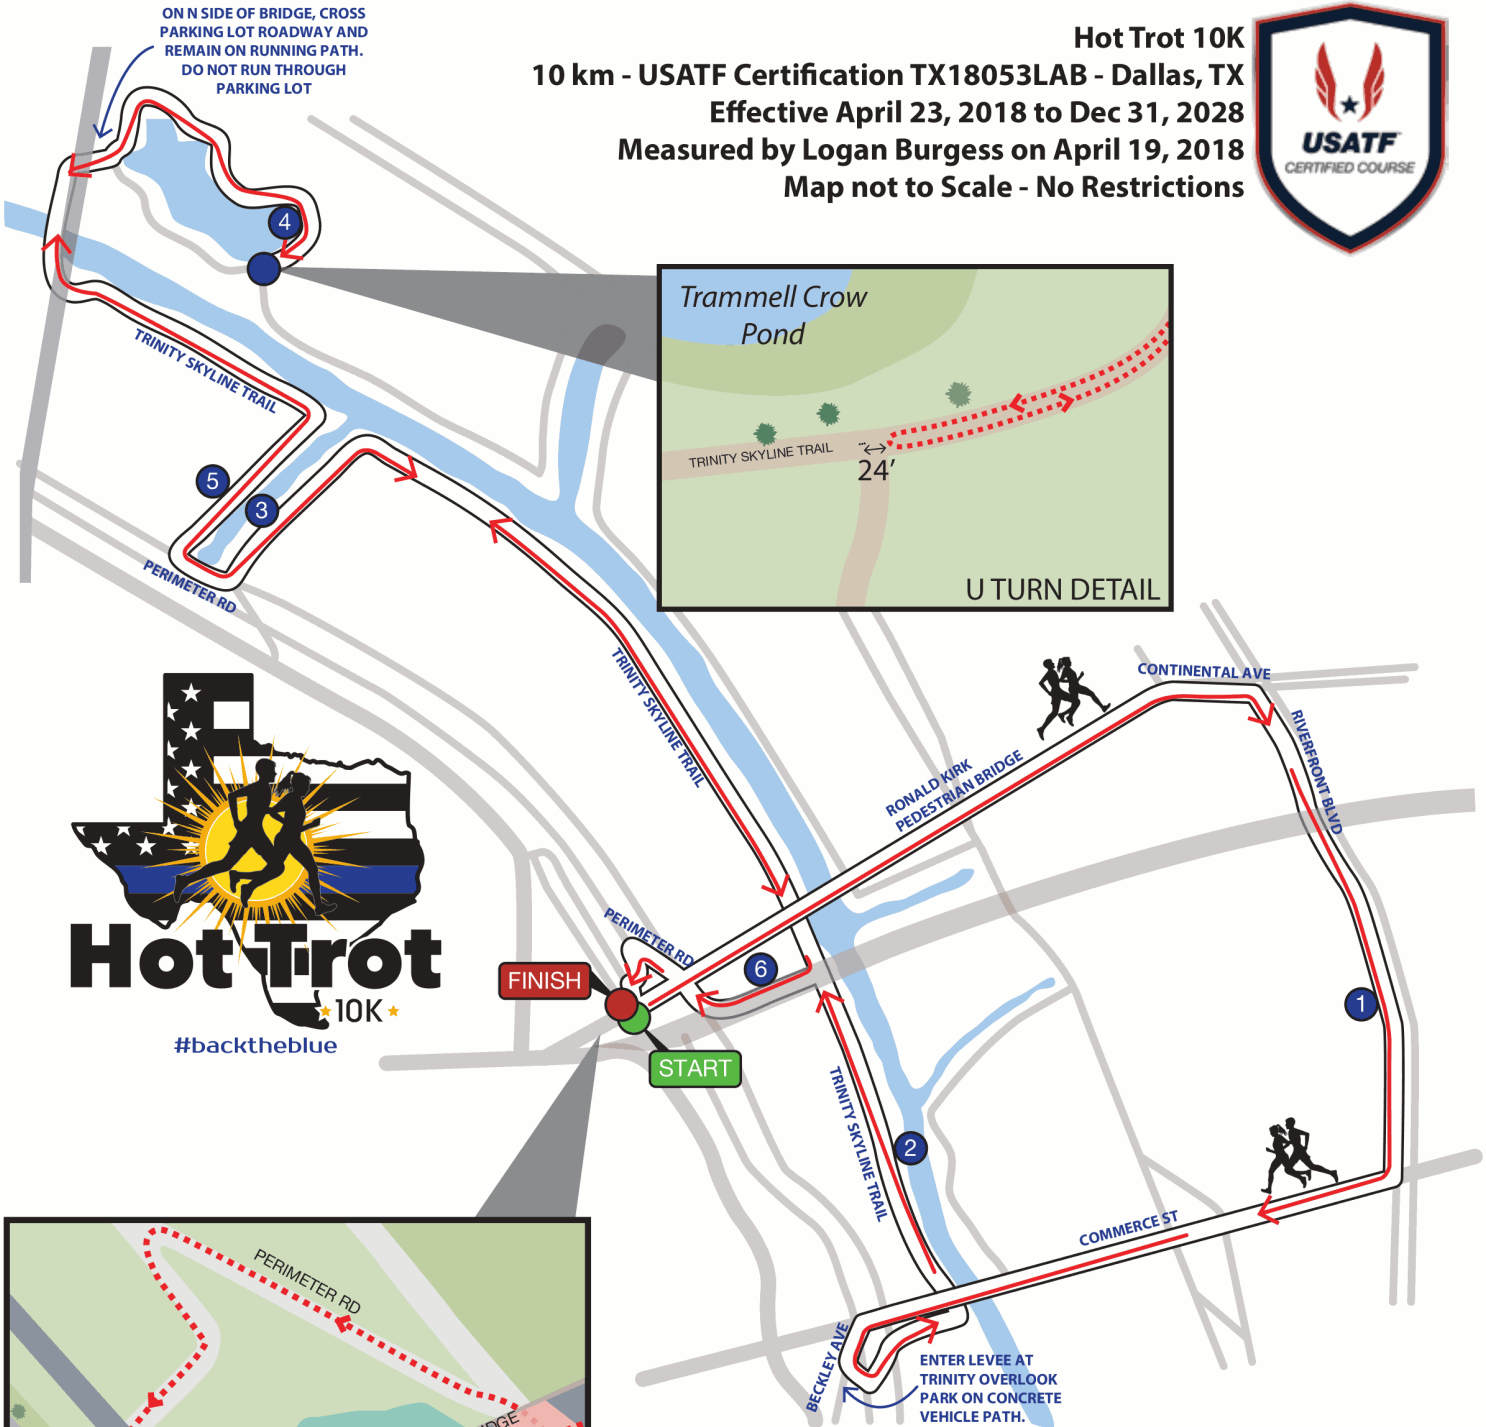 ON N SIDE OF BRIDGE, CROSS
PARKING LOT ROADWAY AND
REMAIN ON RUNNING PATH.
DO NOT RUN THROUGH
PARKING LOT
Hot Trot 10K
10 km - USATF Certification TX18053LAB - Dallas, TX
Effective April 23, 2018 to Dec 31, 2028
Measured by Logan Burgess on April 19, 2018
Map not to Scale - No Restrictions
USATF
CERTIFIED COURSE
4
Trammell Crow
Pond
TRINITY SKYLINE TRAIL
24'
U TURN DETAIL
TRINITY SKYLINE TRAIL
5
3
PERIMETER RD
TRINITY SKYLINE TRAIL
CONTINENTAL AVE
RIVERFRONT BLVD
RONALD KIRK
PEDESTRIAN BRIDGE
Hot Trot
10K
#backtheblue
PERIMETER RD
6
FINISH
START
1
TRINITY SKYLINE TRAIL
2
COMMERCE ST
BECKLEY AVE
ENTER LEVEE AT
TRINITY OVERLOOK
PARK ON CONCRETE
VEHICLE PATH.
PERIMETER RD